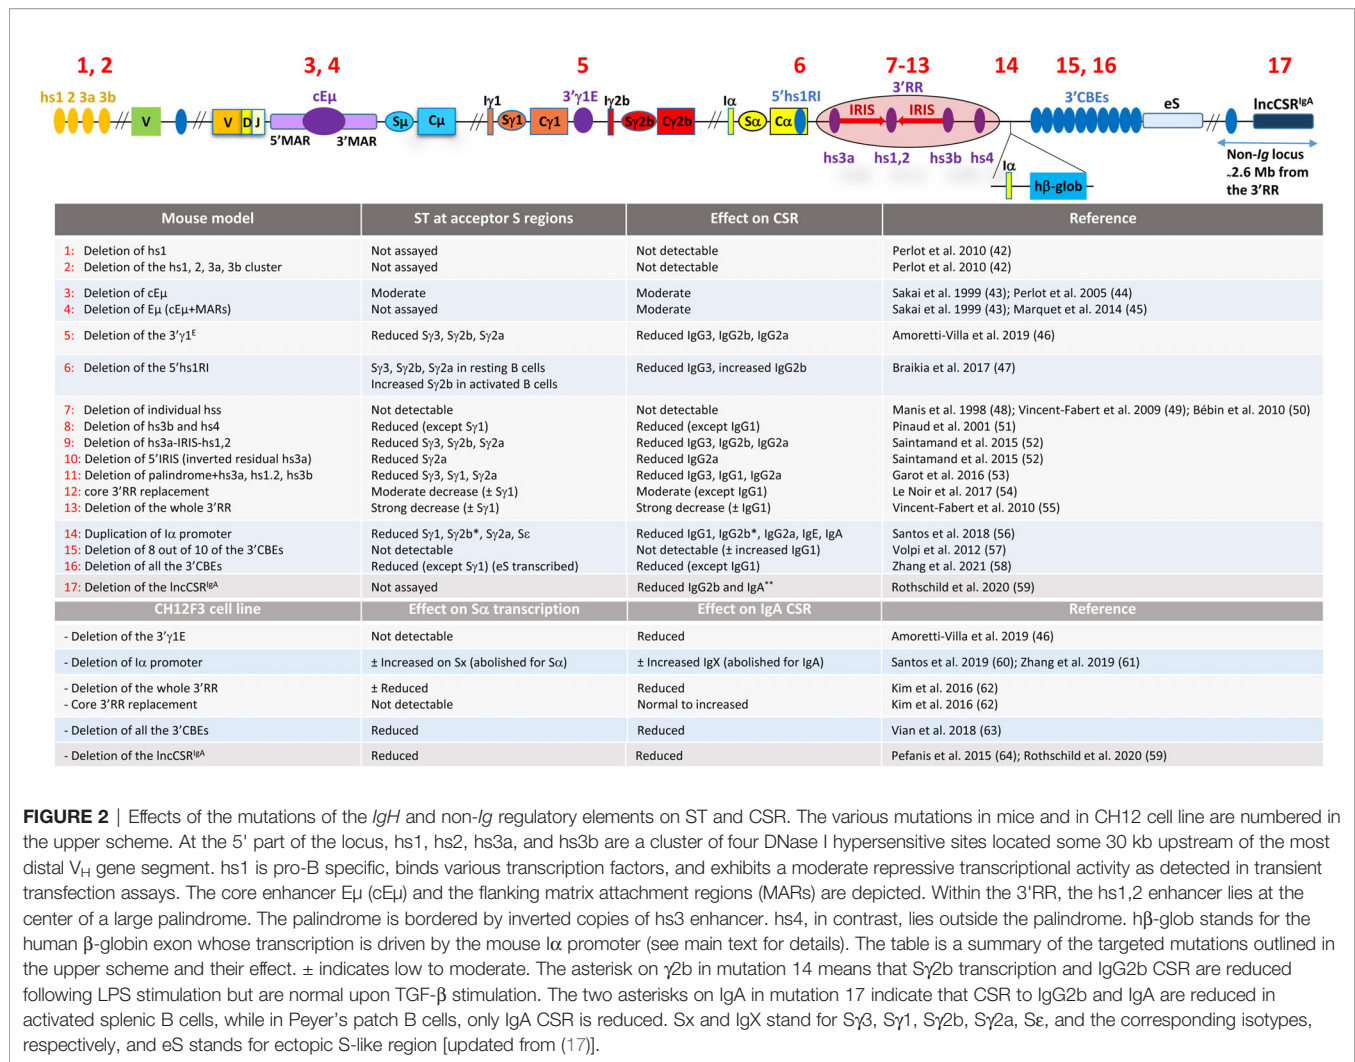 1, 2
3, 4
5
6
7-13
14
15, 16
17
hs1 2 3a 3b
cEμ
Iγ1
3'γ1E
Iγ2b
Iα
5'hs1RI
3'RR
3'CBEs
eS
lncCSRIgA
V
V D J
Sμ
Cμ
Sγ1
Cγ1
Sγ2b
Cγ2b
Sα
Cα
IRIS
IRIS
5'MAR
3'MAR
hs3a
hs1,2
hs3b
hs4
Iα
hβ-glob
Non-Ig locus
~2.6 Mb from
the 3'RR
Mouse model ST at acceptor S regions Effect on CSR Reference
1: Deletion of hs1 Not assayed Not detectable Perlot et al. 2010 (42)
2: Deletion of the hs1, 2, 3a, 3b cluster Not assayed Not detectable Perlot et al. 2010 (42)
3: Deletion of cEμ Moderate Moderate Sakai et al. 1999 (43); Perlot et al. 2005 (44)
4: Deletion of Eμ (cEμ+MARs) Not assayed Moderate Sakai et al. 1999 (43); Marquet et al. 2014 (45)
5: Deletion of the 3'γ1E Reduced Sγ3, Sγ2b, Sγ2a Reduced IgG3, IgG2b, IgG2a Amoretti-Villa et al. 2019 (46)
6: Deletion of the 5'hs1RI Sγ3, Sγ2b, Sγ2a in resting B cells Reduced IgG3, increased IgG2b Braikia et al. 2017 (47)
Increased Sγ2b in activated B cells
7: Deletion of individual hss Not detectable Not detectable Manis et al. 1998 (48); Vincent-Fabert et al. 2009 (49); Bébin et al. 2010 (50)
8: Deletion of hs3b and hs4 Reduced (except Sγ1) Reduced (except IgG1) Pinaud et al. 2001 (51)
9: Deletion of hs3a-IRIS-hs1,2 Reduced Sγ3, Sγ2b, Sγ2a Reduced IgG3, IgG2b, IgG2a Saintamand et al. 2015 (52)
10: Deletion of 5'IRIS (inverted residual hs3a) Reduced Sγ2a Reduced IgG2a Saintamand et al. 2015 (52)
11: Deletion of palindrome+hs3a, hs1.2, hs3b Reduced Sγ3, Sγ1, Sγ2a Reduced IgG3, IgG1, IgG2a Garot et al. 2016 (53)
12: core 3'RR replacement Moderate decrease (± Sγ1) Moderate (except IgG1) Le Noir et al. 2017 (54)
13: Deletion of the whole 3'RR Strong decrease (± Sγ1) Strong decrease (± IgG1) Vincent-Fabert et al. 2010 (55)
14: Duplication of Iα promoter Reduced Sγ1, Sγ2b*, Sγ2a, Sε Reduced IgG1, IgG2b*, IgG2a, IgE, IgA Santos et al. 2018 (56)
15: Deletion of 8 out of 10 of the 3'CBEs Not detectable Not detectable (± increased IgG1) Volpi et al. 2012 (57)
16: Deletion of all the 3'CBEs Reduced (except Sγ1) (eS transcribed) Reduced (except IgG1) Zhang et al. 2021 (58)
17: Deletion of the lncCSRIgA Not assayed Reduced IgG2b and IgA** Rothschild et al. 2020 (59)
CH12F3 cell line Effect on Sα transcription Effect on IgA CSR Reference
- Deletion of the 3'γ1E Not detectable Reduced Amoretti-Villa et al. 2019 (46)
- Deletion of Iα promoter ± Increased on Sx (abolished for Sα) ± Increased IgX (abolished for IgA) Santos et al. 2019 (60); Zhang et al. 2019 (61)
- Deletion of the whole 3'RR ± Reduced Reduced Kim et al. 2016 (62)
- Core 3'RR replacement Not detectable Normal to increased Kim et al. 2016 (62)
- Deletion of all the 3'CBEs Reduced Reduced Vian et al. 2018 (63)
- Deletion of the lncCSRIgA Reduced Reduced Pefanis et al. 2015 (64); Rothschild et al. 2020 (59)
FIGURE 2 | Effects of the mutations of the IgH and non-Ig regulatory elements on ST and CSR. The various mutations in mice and in CH12 cell line are numbered in
the upper scheme. At the 5' part of the locus, hs1, hs2, hs3a, and hs3b are a cluster of four DNase I hypersensitive sites located some 30 kb upstream of the most
distal VH gene segment. hs1 is pro-B specific, binds various transcription factors, and exhibits a moderate repressive transcriptional activity as detected in transient
transfection assays. The core enhancer Eμ (cEμ) and the flanking matrix attachment regions (MARs) are depicted. Within the 3'RR, the hs1,2 enhancer lies at the
center of a large palindrome. The palindrome is bordered by inverted copies of hs3 enhancer. hs4, in contrast, lies outside the palindrome. hβ-glob stands for the
human β-globin exon whose transcription is driven by the mouse Iα promoter (see main text for details). The table is a summary of the targeted mutations outlined in
the upper scheme and their effect. ± indicates low to moderate. The asterisk on γ2b in mutation 14 means that Sγ2b transcription and IgG2b CSR are reduced
following LPS stimulation but are normal upon TGF-β stimulation. The two asterisks on IgA in mutation 17 indicate that CSR to IgG2b and IgA are reduced in
activated splenic B cells, while in Peyer's patch B cells, only IgA CSR is reduced. Sx and IgX stand for Sγ3, Sγ1, Sγ2b, Sγ2a, Sε, and the corresponding isotypes,
respectively, and eS stands for ectopic S-like region [updated from (17)].